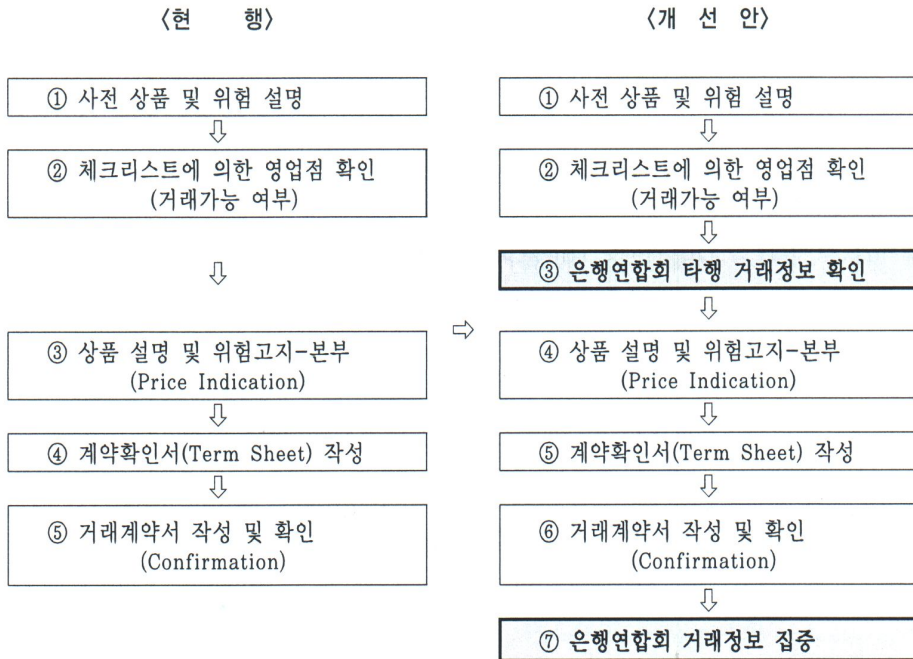 〈현 행〉
① 사전 상품 및 위험 설명
⇩
② 체크리스트에 의한 영업점 확인
(거래가능 여부)
⇩
③ 상품 설명 및 위험고지-본부
(Price Indication)
⇩
④ 계약확인서(Term Sheet) 작성
⇩
⑤ 거래계약서 작성 및 확인
(Confirmation)
⇨
〈개 선 안〉
① 사전 상품 및 위험 설명
⇩
② 체크리스트에 의한 영업점 확인
(거래가능 여부)
⇩
③ 은행연합회 타행 거래정보 확인
⇩
④ 상품 설명 및 위험고지-본부
(Price Indication)
⇩
⑤ 계약확인서(Term Sheet) 작성
⇩
⑥ 거래계약서 작성 및 확인
(Confirmation)
⇩
⑦ 은행연합회 거래정보 집중